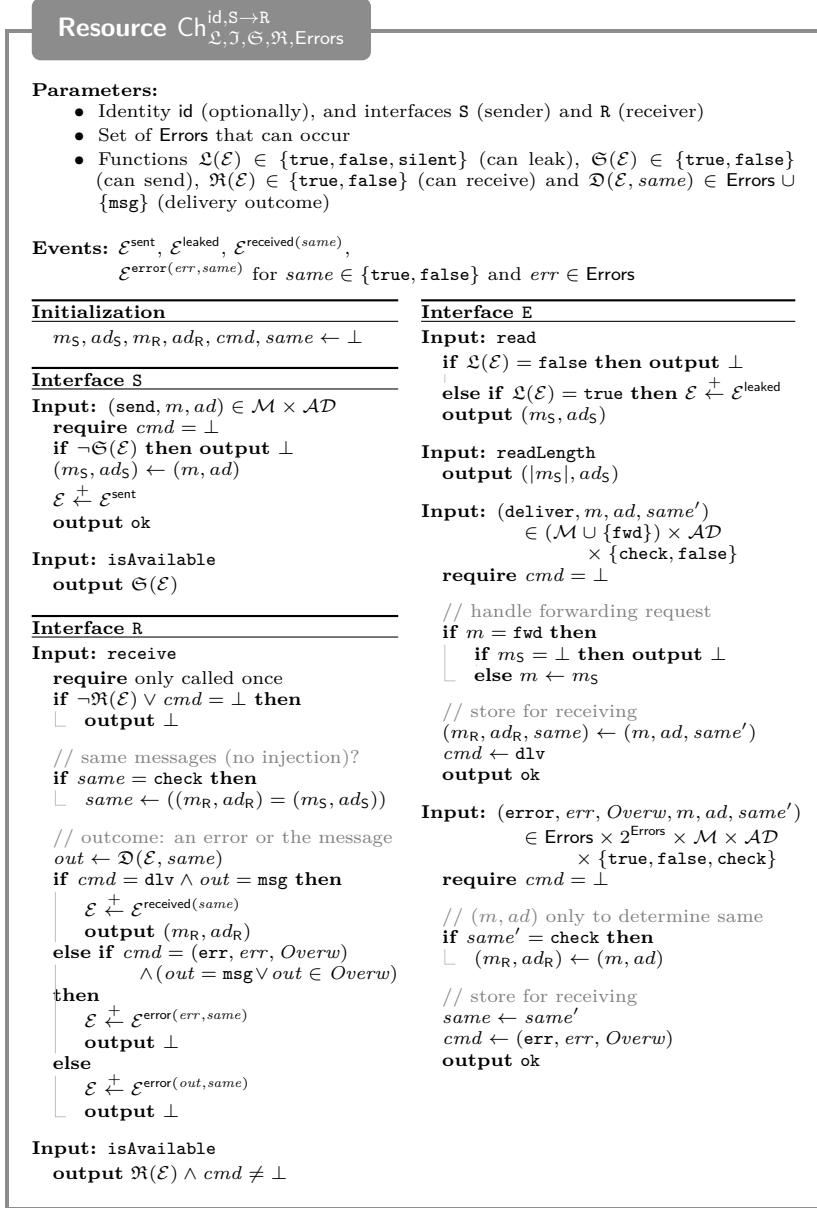 Resource Ch^{id,S→R}_{𝔏,ℑ,𝔖,ℜ,Errors}
Parameters:
• Identity id (optionally), and interfaces S (sender) and R (receiver)
• Set of Errors that can occur
• Functions 𝔏(ℰ) ∈ {true, false, silent} (can leak), 𝔖(ℰ) ∈ {true, false}
(can send), ℜ(ℰ) ∈ {true, false} (can receive) and 𝔇(ℰ, same) ∈ Errors ∪
{msg} (delivery outcome)
Events: ℰ^{sent}, ℰ^{leaked}, ℰ^{received(same)},
ℰ^{error(err,same)} for same ∈ {true, false} and err ∈ Errors
Initialization
m_S, ad_S, m_R, ad_R, cmd, same ← ⊥
Interface S
Input: (send, m, ad) ∈ ℳ × 𝒜𝒟
require cmd = ⊥
if ¬𝔖(ℰ) then output ⊥
(m_S, ad_S) ← (m, ad)
ℰ +← ℰ^{sent}
output ok
Input: isAvailable
output 𝔖(ℰ)
Interface R
Input: receive
require only called once
if ¬ℜ(ℰ) ∨ cmd = ⊥ then
output ⊥
// same messages (no injection)?
if same = check then
same ← ((m_R, ad_R) = (m_S, ad_S))
// outcome: an error or the message
out ← 𝔇(ℰ, same)
if cmd = dlv ∧ out = msg then
ℰ +← ℰ^{received(same)}
output (m_R, ad_R)
else if cmd = (err, err, Overw)
∧(out = msg ∨ out ∈ Overw)
then
ℰ +← ℰ^{error(err,same)}
output ⊥
else
ℰ +← ℰ^{error(out,same)}
output ⊥
Input: isAvailable
output ℜ(ℰ) ∧ cmd ≠ ⊥
Interface E
Input: read
if 𝔏(ℰ) = false then output ⊥
else if 𝔏(ℰ) = true then ℰ +← ℰ^{leaked}
output (m_S, ad_S)
Input: readLength
output (|m_S|, ad_S)
Input: (deliver, m, ad, same′)
∈ (ℳ ∪ {fwd}) × 𝒜𝒟
× {check, false}
require cmd = ⊥
// handle forwarding request
if m = fwd then
if m_S = ⊥ then output ⊥
else m ← m_S
// store for receiving
(m_R, ad_R, same) ← (m, ad, same′)
cmd ← dlv
output ok
Input: (error, err, Overw, m, ad, same′)
∈ Errors × 2^{Errors} × ℳ × 𝒜𝒟
× {true, false, check}
require cmd = ⊥
// (m, ad) only to determine same
if same′ = check then
(m_R, ad_R) ← (m, ad)
// store for receiving
same ← same′
cmd ← (err, err, Overw)
output ok